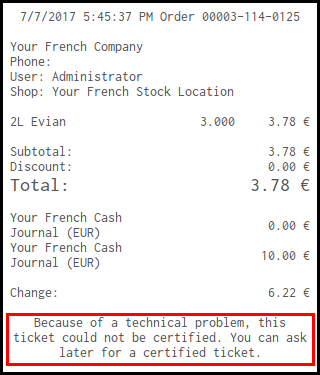 7/7/2017 5:45:37 PM Order 00003-114-0125
Your French Company
Phone:
User: Administrator
Shop: Your French Stock Location
2L Evian 3.000 3.78 €
Subtotal: 3.78 €
Discount: 0.00 €
Total: 3.78 €
Your French Cash
Journal (EUR) 0.00 €
Your French Cash
Journal (EUR) 10.00 €
Change: 6.22 €
Because of a technical problem, this
ticket could not be certified. You can ask
later for a certified ticket.